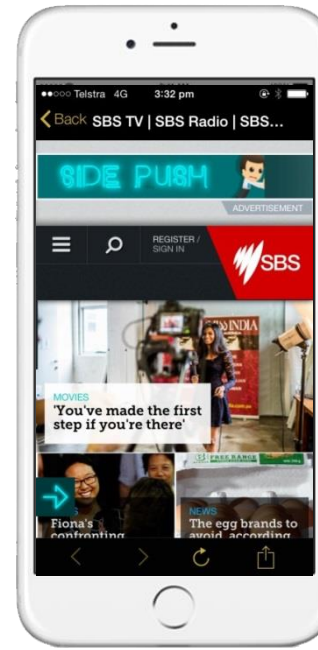 Telstra 4G 3:32 pm
Back SBS TV | SBS Radio | SBS...
SIDE PUSH
ADVERTISEMENT
REGISTER /
SIGN IN
SBS
INDIA
MOVIES
'You've made the first
step if you're there'
FREE RANGE
Fiona's
confronting
NEWS
The egg brands to
avoid, according